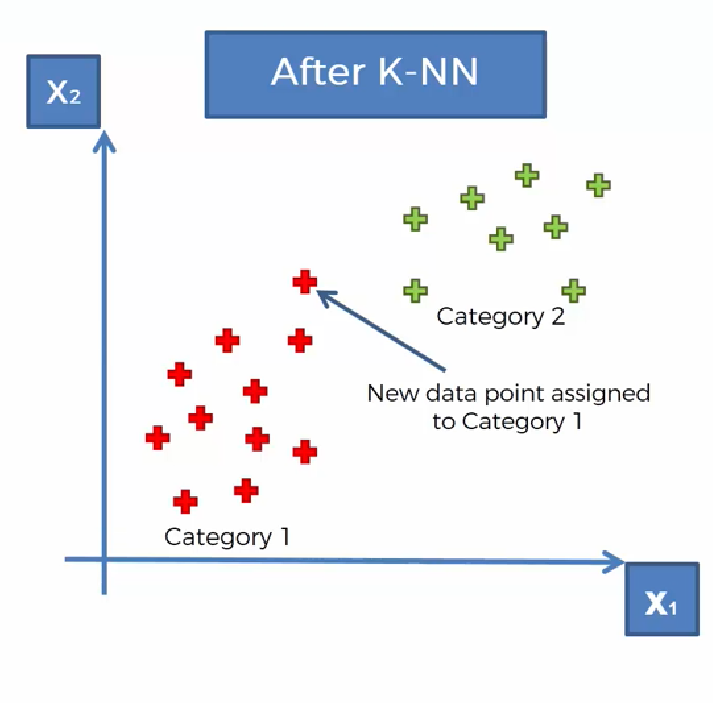 After K-NN
X2
Category 2
New data point assigned
to Category 1
Category 1
X1